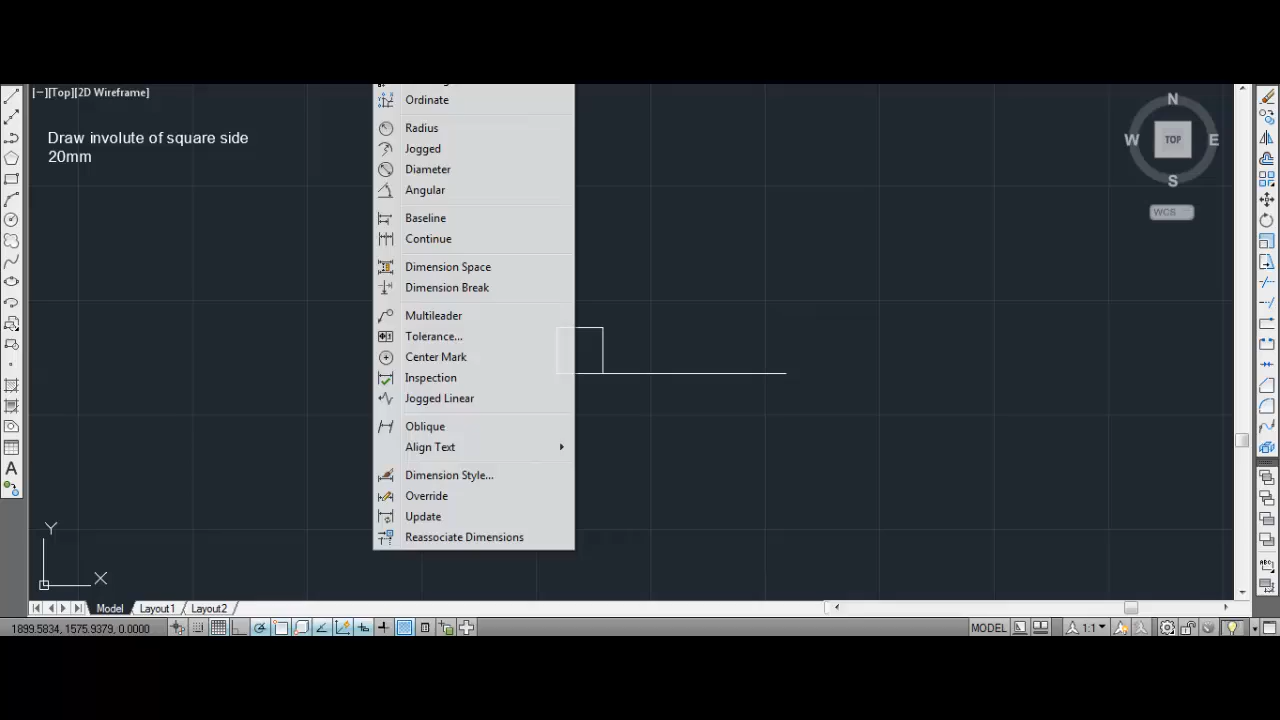 [−][Top][2D Wireframe]
Draw involute of square side
20mm
Ordinate
Radius
Jogged
Diameter
Angular
Baseline
Continue
Dimension Space
Dimension Break
Multileader
Tolerance...
Center Mark
Inspection
Jogged Linear
Oblique
Align Text
Dimension Style...
Override
Update
Reassociate Dimensions
N
W
TOP
E
S
WCS
A
Y
X
Model
Layout1
Layout2
1899.5834, 1575.9379, 0.0000
MODEL
1:1